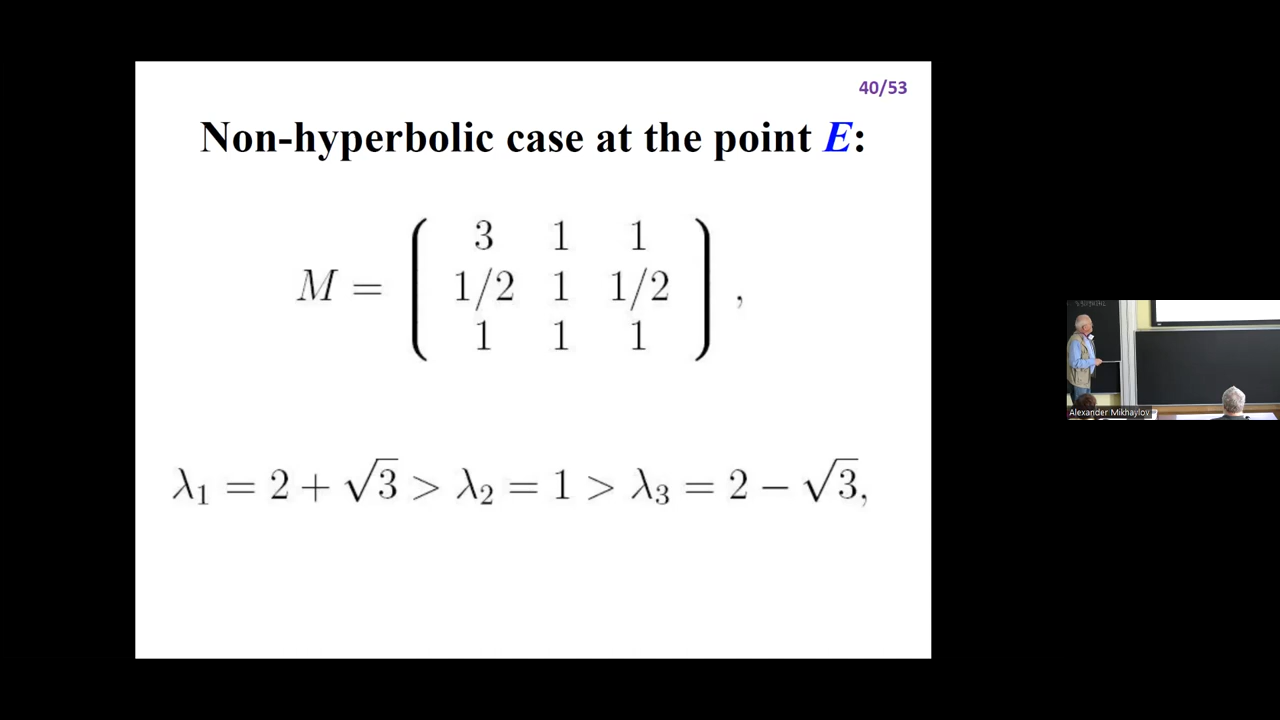 40/53
Non-hyperbolic case at the point E:
M = ( 3 1 1
1/2 1 1/2
1 1 1 ) ,
λ₁ = 2 + √3 > λ₂ = 1 > λ₃ = 2 − √3,
Alexander Mikhaylov